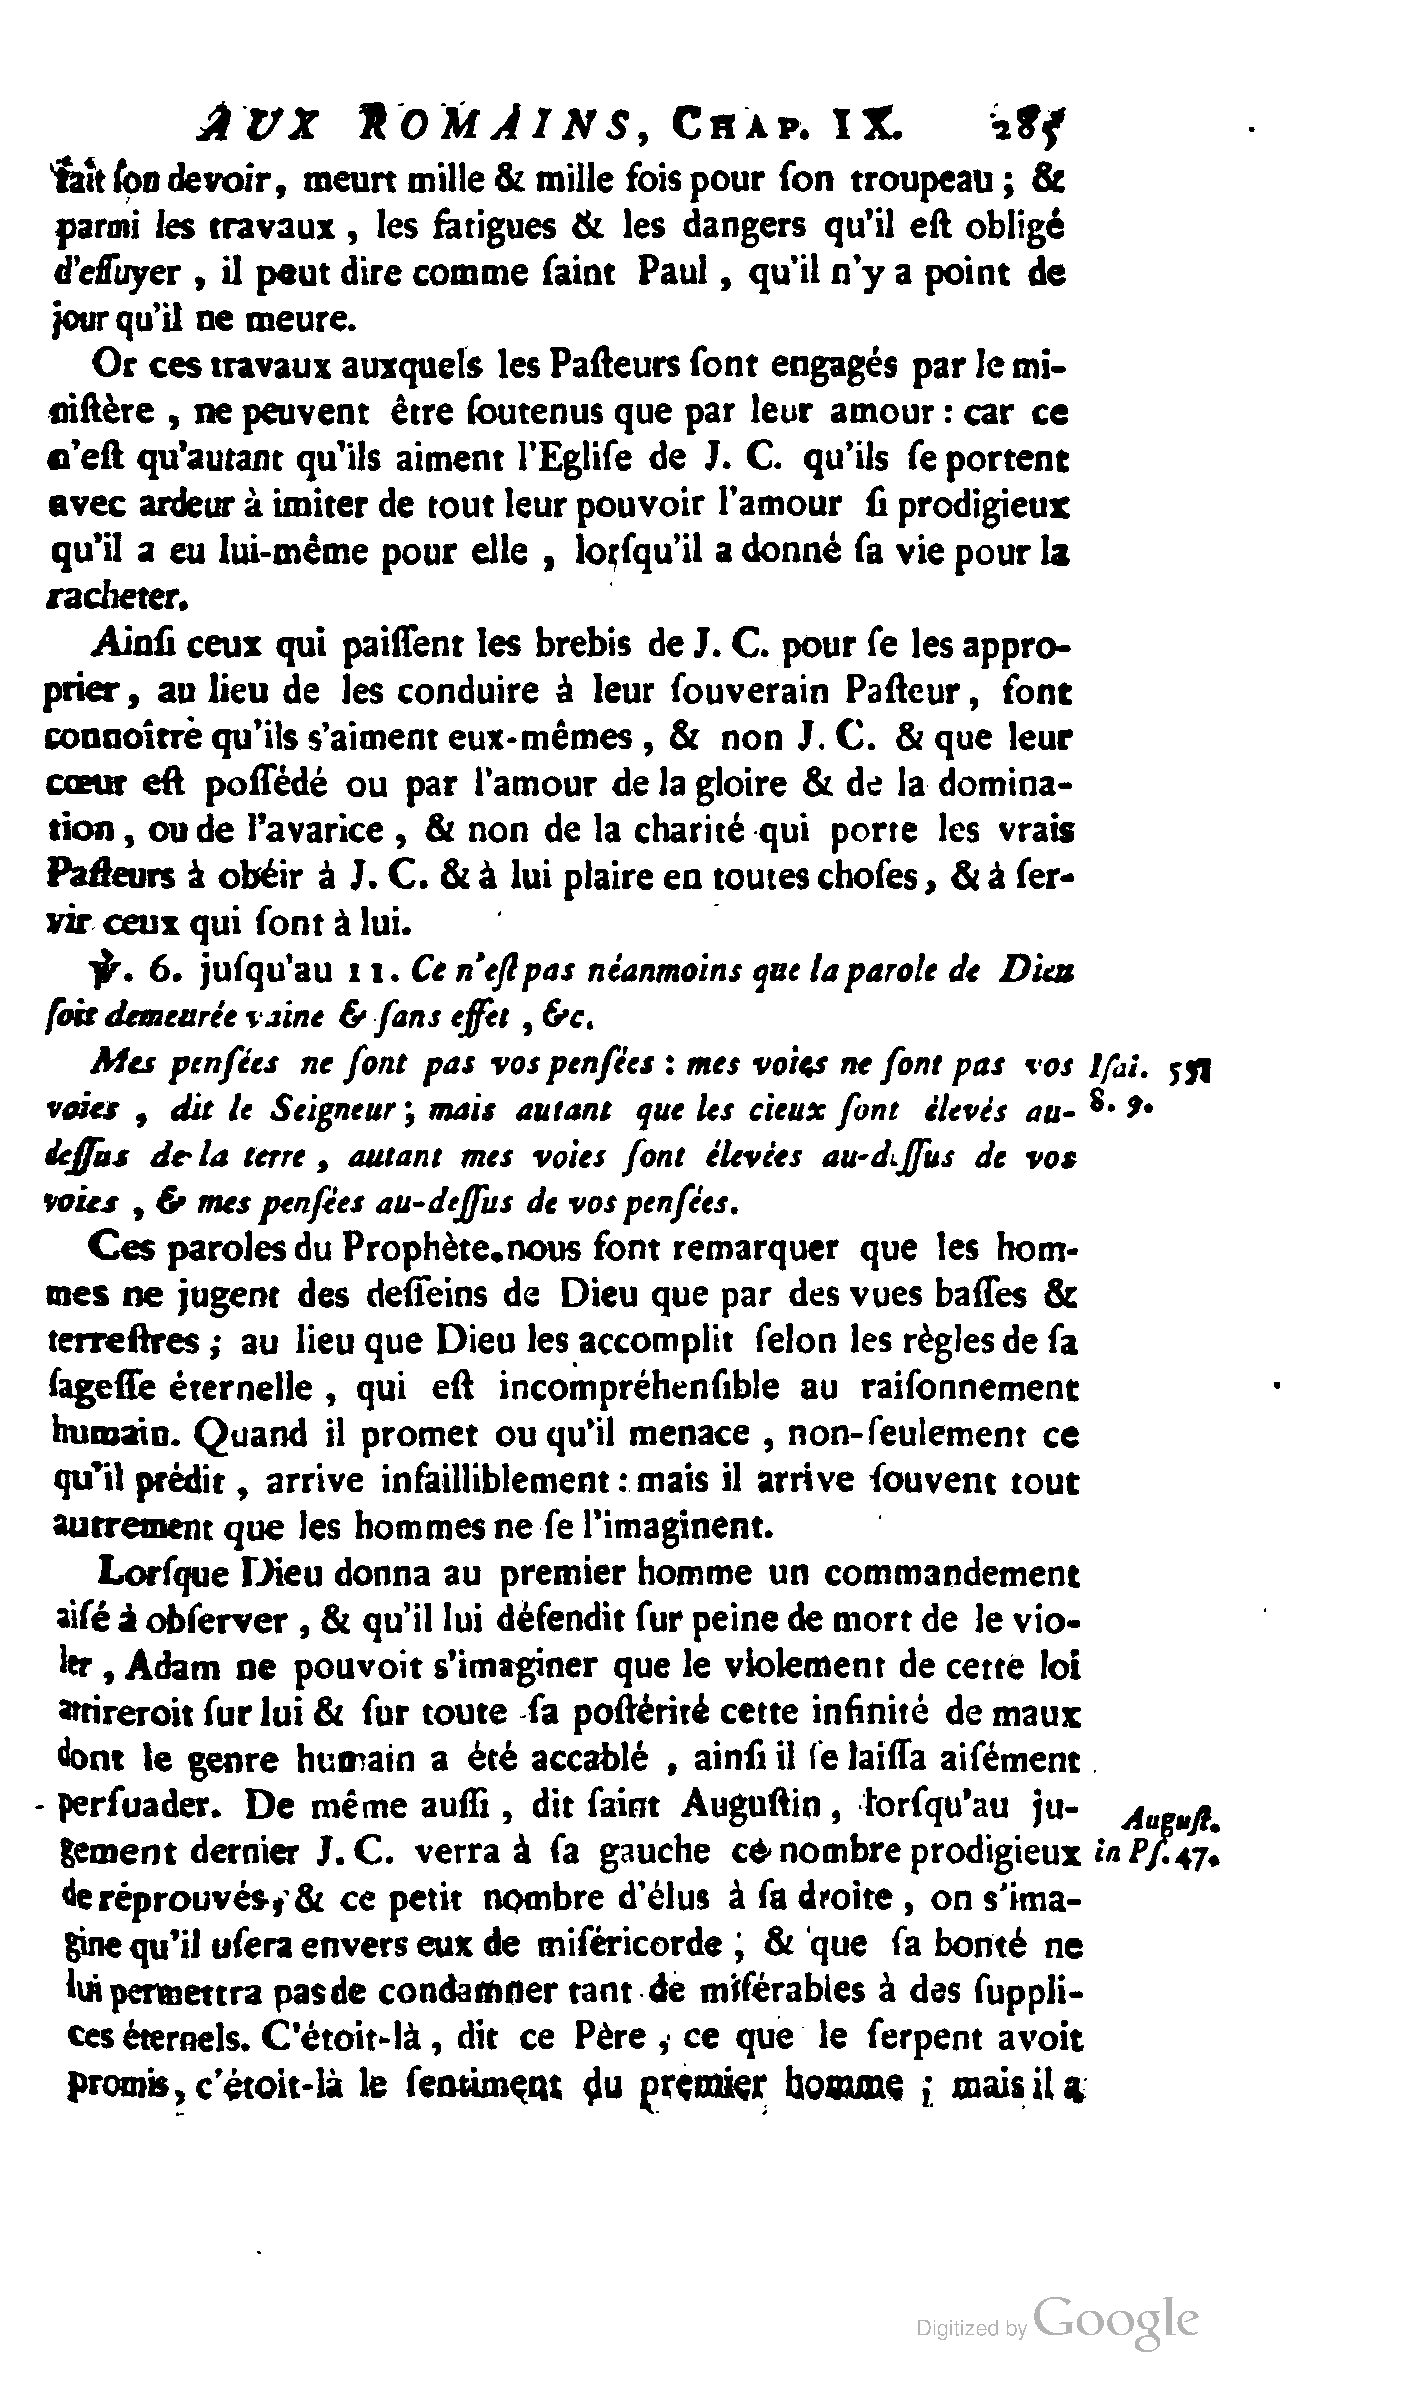 AUX ROMAINS, CHAP. IX. 285
fait ſon devoir, meurt mille & mille fois pour ſon troupeau ; &
parmi les travaux , les fatigues & les dangers qu'il eſt obligé
d'eſſuyer , il peut dire comme ſaint Paul , qu'il n'y a point de
jour qu'il ne meure.
Or ces travaux auxquels les Paſteurs ſont engagés par le mi-
niſtère , ne peuvent être ſoutenus que par leur amour : car ce
n'eſt qu'autant qu'ils aiment l'Egliſe de J. C. qu'ils ſe portent
avec ardeur à imiter de tout leur pouvoir l'amour ſi prodigieux
qu'il a eu lui-même pour elle , lorſqu'il a donné ſa vie pour la
racheter.
Ainſi ceux qui paiſſent les brebis de J. C. pour ſe les appro-
prier, au lieu de les conduire à leur ſouverain Paſteur, font
connoître qu'ils s'aiment eux-mêmes , & non J. C. & que leur
cœur eſt poſſédé ou par l'amour de la gloire & de la domina-
tion, ou de l'avarice , & non de la charité qui porte les vrais
Paſteurs à obéir à J. C. & à lui plaire en toutes choſes, & à ſer-
vir ceux qui ſont à lui.
℣. 6. juſqu'au 11. Ce n'eſt pas néanmoins que la parole de Dieu
ſoit demeurée vaine & ſans effet , &c.
Mes penſées ne ſont pas vos penſées : mes voies ne ſont pas vos Iſai. 55
voies , dit le Seigneur ; mais autant que les cieux ſont élevés au- 8. 9.
deſſus de la terre , autant mes voies ſont élevées au-deſſus de vos
voies , & mes penſées au-deſſus de vos penſées.
Ces paroles du Prophète nous font remarquer que les hom-
mes ne jugent des deſſeins de Dieu que par des vues baſſes &
terreſtres ; au lieu que Dieu les accomplit ſelon les règles de ſa
ſageſſe éternelle , qui eſt incompréhenſible au raiſonnement
humain. Quand il promet ou qu'il menace , non-ſeulement ce
qu'il prédit , arrive infailliblement : mais il arrive ſouvent tout
autrement que les hommes ne ſe l'imaginent.
Lorſque Dieu donna au premier homme un commandement
aiſé à obſerver , & qu'il lui défendit ſur peine de mort de le vio-
ler , Adam ne pouvoit s'imaginer que le violement de cette loi
attireroit ſur lui & ſur toute ſa poſtérité cette infinité de maux
dont le genre humain a été accablé , ainſi il ſe laiſſa aiſément
perſuader. De même auſſi , dit ſaint Auguſtin , lorſqu'au ju- Auguſt.
gement dernier J. C. verra à ſa gauche ce nombre prodigieux in Pſ. 47.
de réprouvés, & ce petit nombre d'élus à ſa droite , on s'ima-
gine qu'il uſera envers eux de miſéricorde ; & que ſa bonté ne
lui permettra pas de condamner tant de miſérables à des ſuppli-
ces éternels. C'étoit-là , dit ce Père , ce que le ſerpent avoit
promis, c'étoit-là le ſentiment du premier homme ; mais il a
Digitized by Google